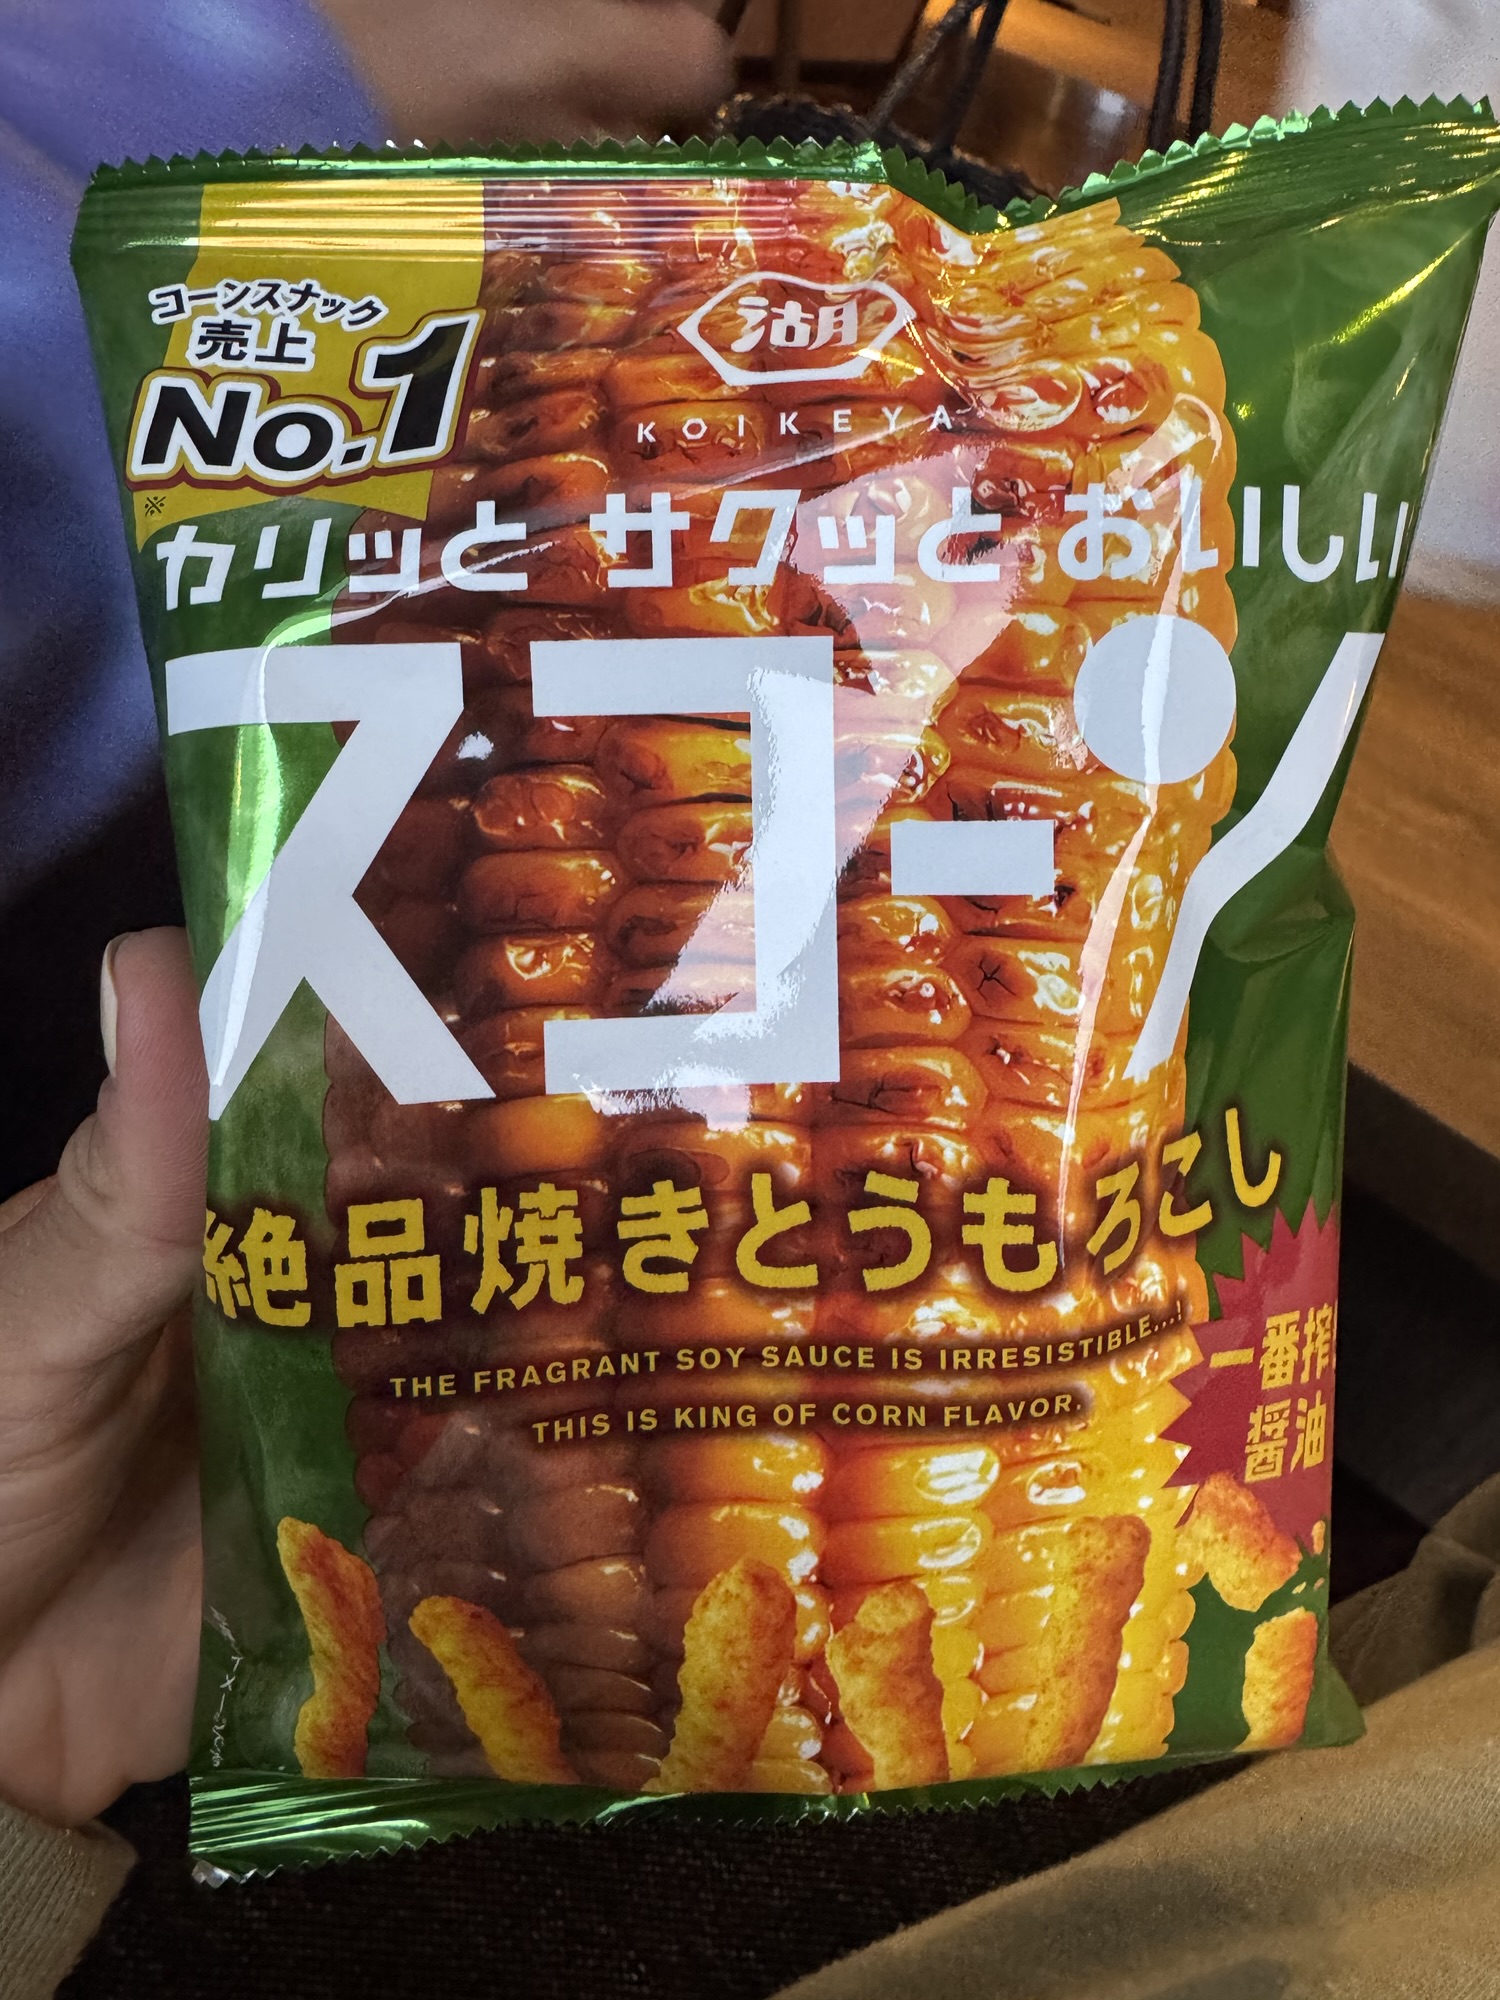 コーンスナック
売上
No.1
※
湖
KOIKEYA
カリッと サクッと おいしい
スコーン
絶品焼きとうもろこし
THE FRAGRANT SOY SAUCE IS IRRESISTIBLE...!
THIS IS KING OF CORN FLAVOR.
一番搾
醤油